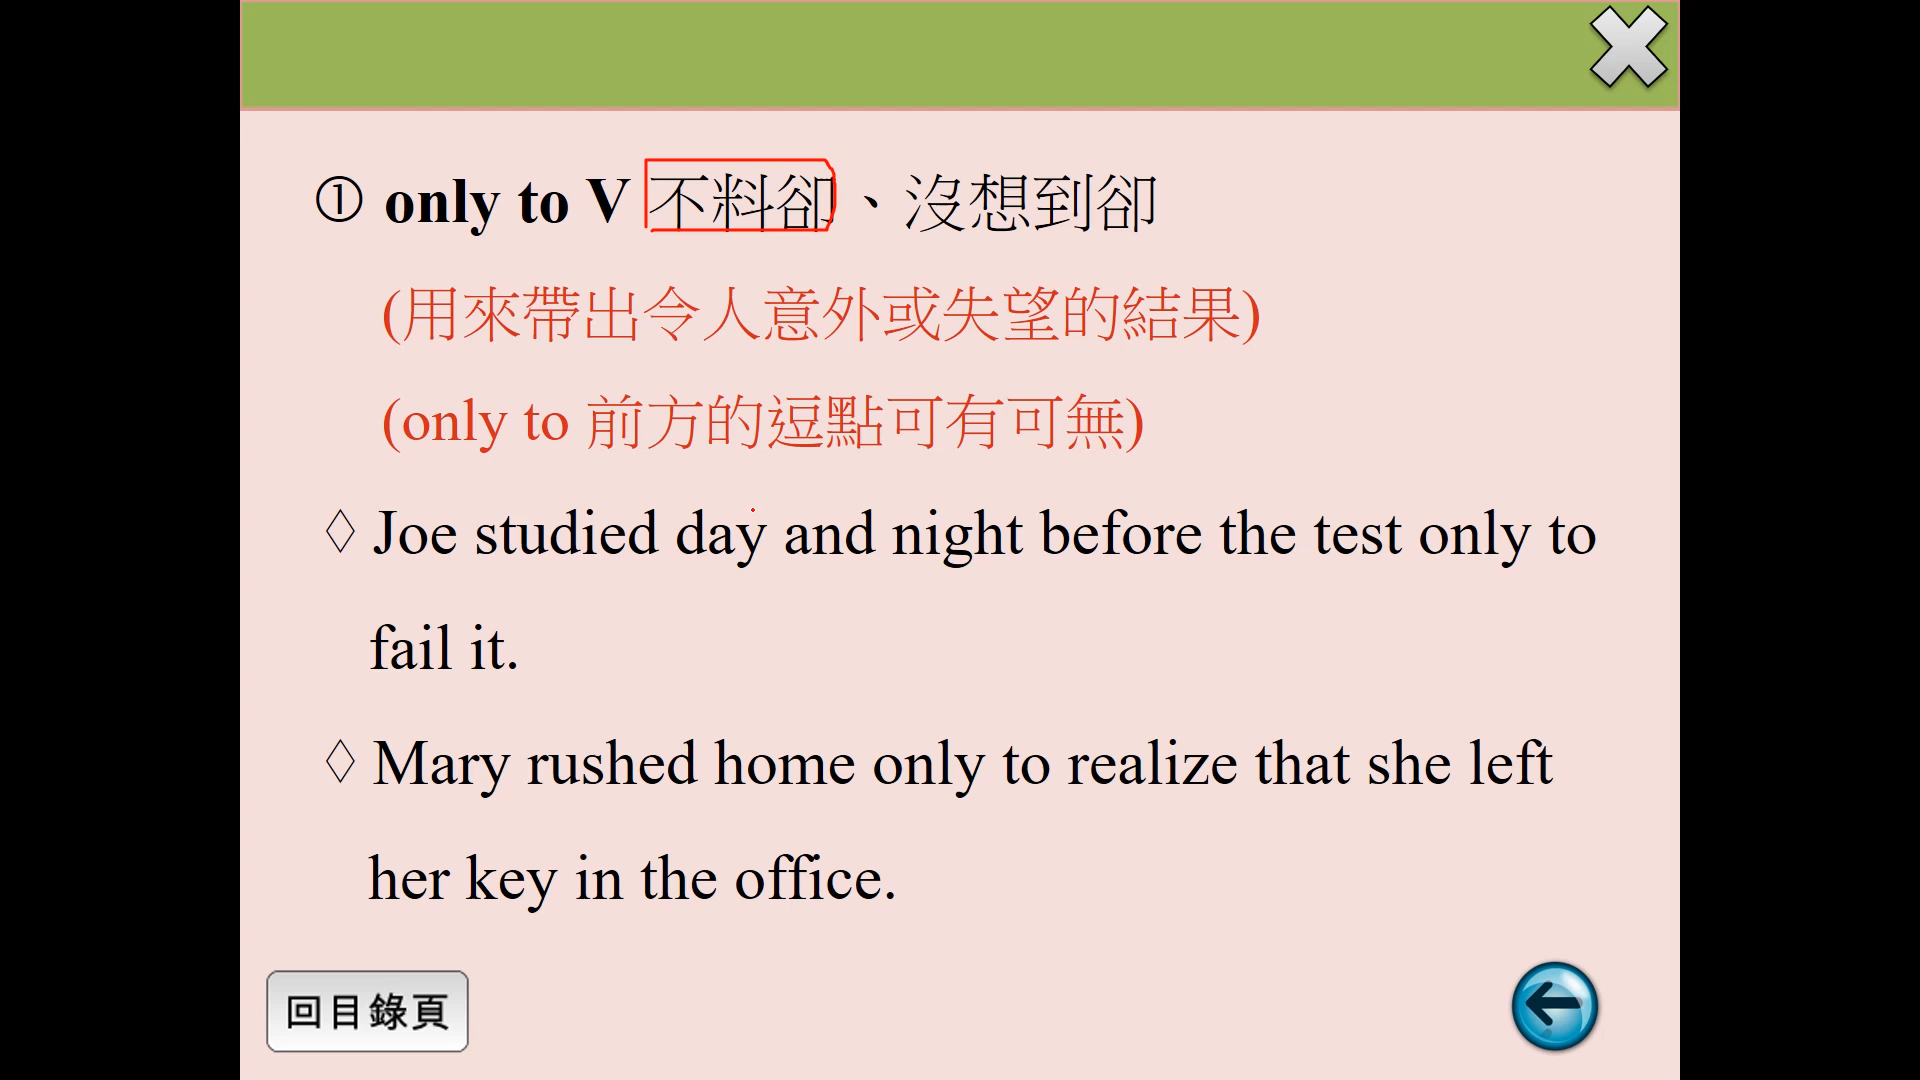 ① only to V 不料卻、沒想到卻
(用來帶出令人意外或失望的結果)
(only to 前方的逗點可有可無)
◊ Joe studied day and night before the test only to
fail it.
◊ Mary rushed home only to realize that she left
her key in the office.
回目錄頁